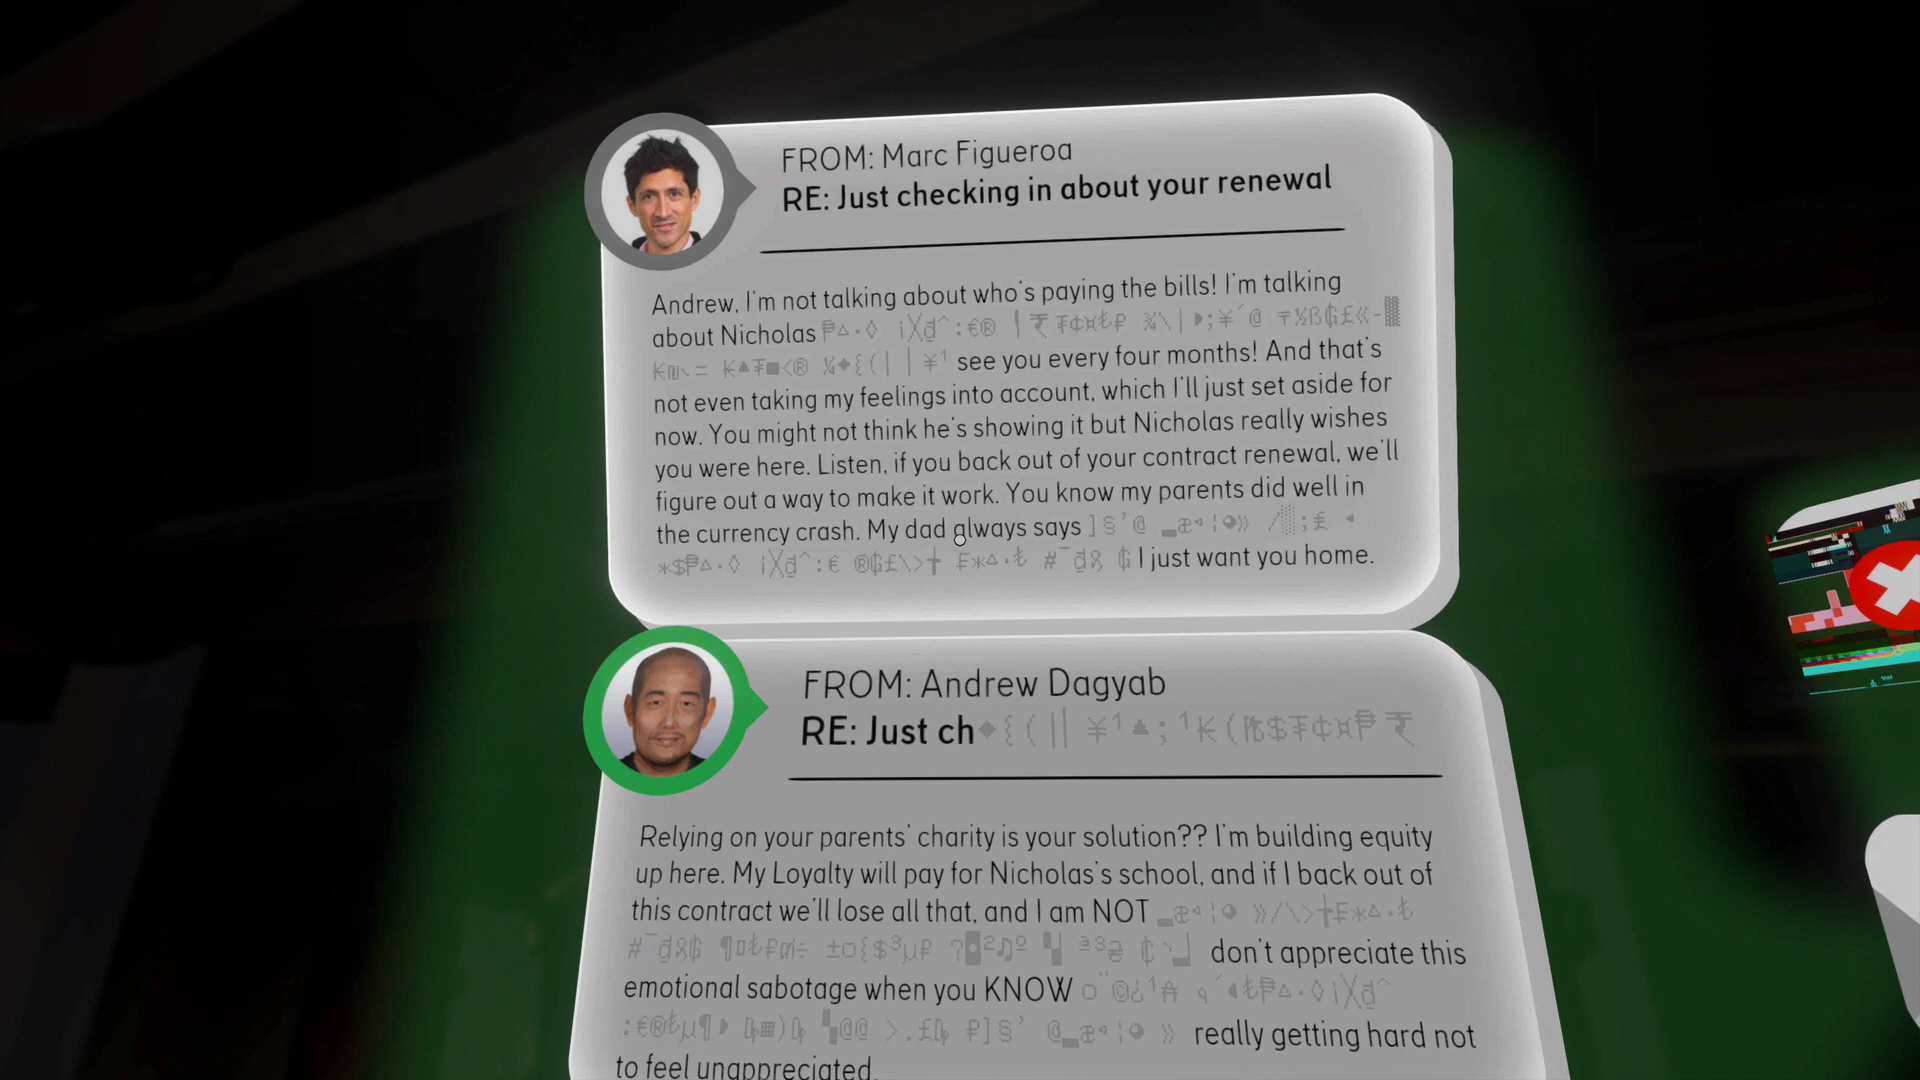 FROM: Marc Figueroa
RE: Just checking in about your renewal
Andrew, I'm not talking about who's paying the bills! I'm talking
about Nicholas
see you every four months! And that's
not even taking my feelings into account, which I'll just set aside for
now. You might not think he's showing it but Nicholas really wishes
you were here. Listen, if you back out of your contract renewal, we'll
figure out a way to make it work. You know my parents did well in
the currency crash. My dad always says
I just want you home.
FROM: Andrew Dagyab
RE: Just ch
Relying on your parents' charity is your solution?? I'm building equity
up here. My Loyalty will pay for Nicholas's school, and if I back out of
this contract we'll lose all that, and I am NOT
don't appreciate this
emotional sabotage when you KNOW
really getting hard not
to feel unappreciated.